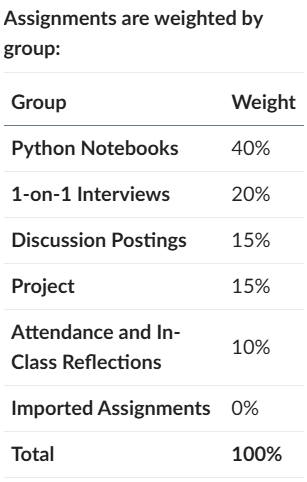 Assignments are weighted by
group:
Group Weight
Python Notebooks 40%
1-on-1 Interviews 20%
Discussion Postings 15%
Project 15%
Attendance and In-
Class Reflections 10%
Imported Assignments 0%
Total 100%